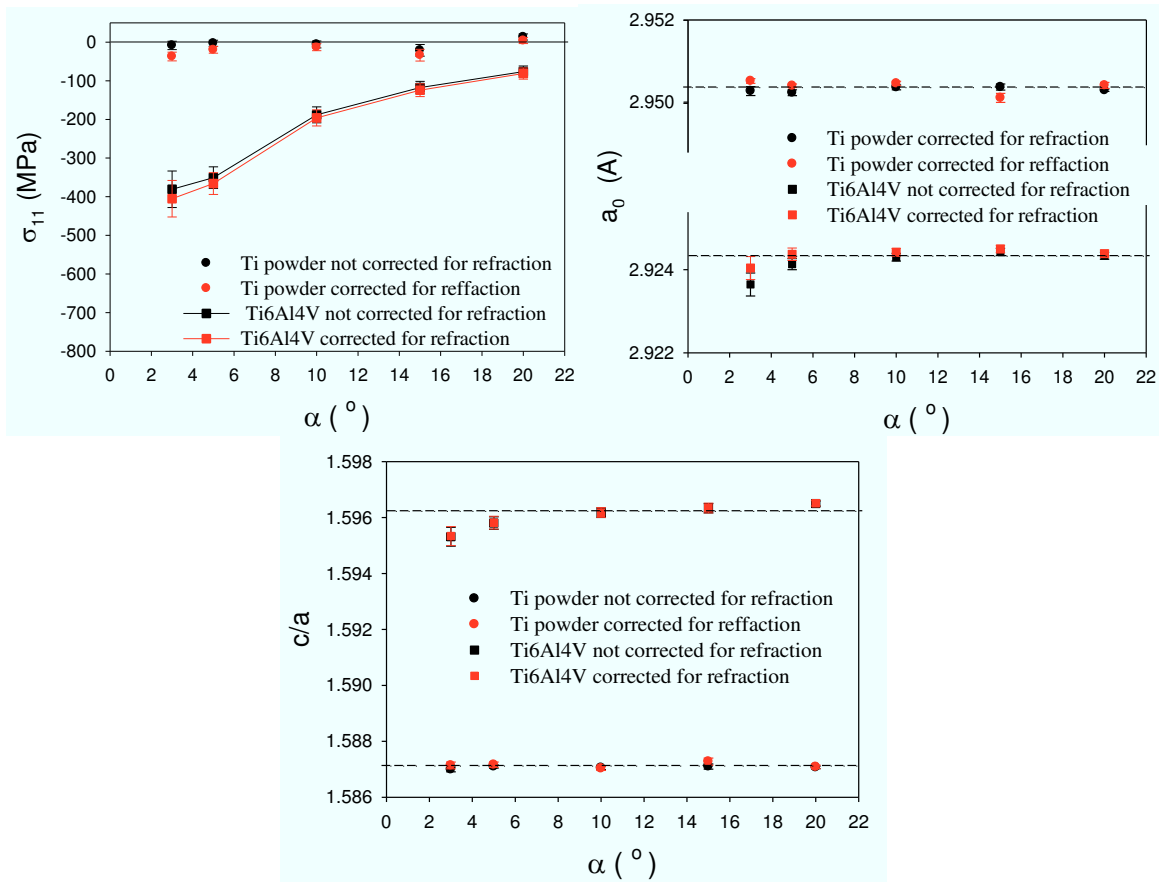 0
-100
-200
-300
-400
-500
-600
-700
-800
σ11 (MPa)
Ti powder not corrected for refraction
Ti powder corrected for reffaction
Ti6Al4V not corrected for refraction
Ti6Al4V corrected for refraction
0 2 4 6 8 10 12 14 16 18 20 22
α ( o )
2.952
2.950
2.924
2.922
a0 (A)
Ti powder corrected for refraction
Ti powder corrected for reffaction
Ti6Al4V not corrected for refraction
Ti6Al4V corrected for refraction
0 2 4 6 8 10 12 14 16 18 20 22
α ( o )
1.598
1.596
1.594
1.592
1.590
1.588
1.586
c/a
Ti powder not corrected for refraction
Ti powder corrected for reffaction
Ti6Al4V not corrected for refraction
Ti6Al4V corrected for refraction
0 2 4 6 8 10 12 14 16 18 20 22
α ( o )